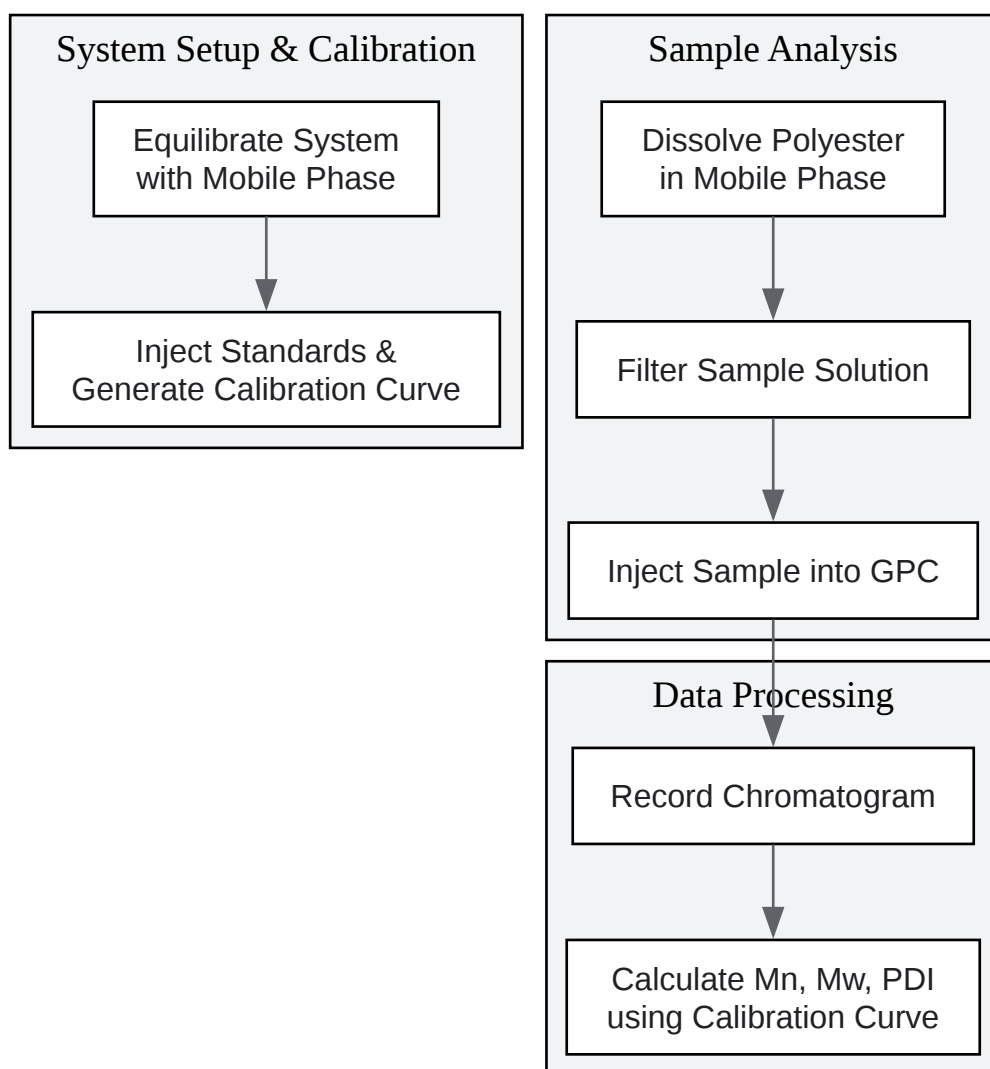 System Setup & Calibration
Equilibrate System
with Mobile Phase
Inject Standards &
Generate Calibration Curve
Sample Analysis
Dissolve Polyester
in Mobile Phase
Filter Sample Solution
Inject Sample into GPC
Data Processing
Record Chromatogram
Calculate Mn, Mw, PDI
using Calibration Curve